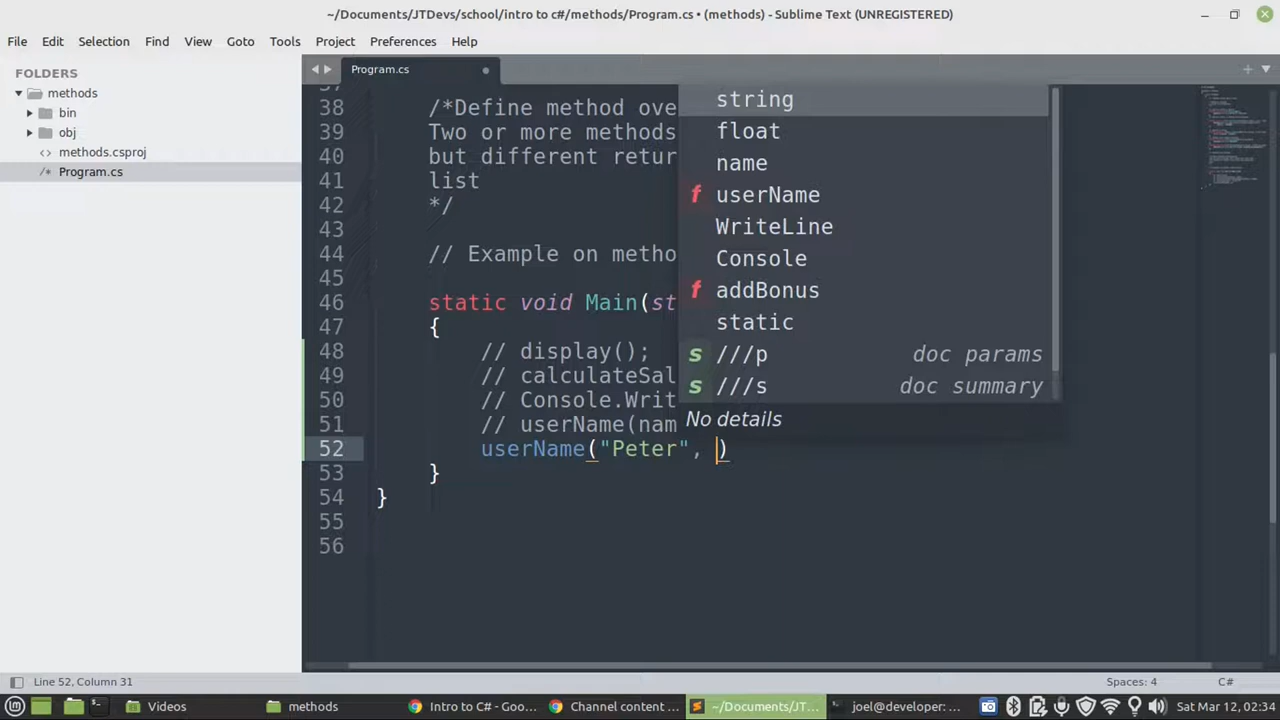 ~/Documents/JTDevs/school/intro to c#/methods/Program.cs • (methods) - Sublime Text (UNREGISTERED)
File Edit Selection Find View Goto Tools Project Preferences Help
FOLDERS
methods
bin
obj
<> methods.csproj
/* Program.cs
Program.cs
37
38 /*Define method ove
39 Two or more methods
40 but different retur
41 list
42 */
43
44 // Example on metho
45
46 static void Main(st
47 {
48 // display();
49 // calculateSal
50 // Console.Writ
51 // userName(nam
52 userName("Peter", )
53 }
54 }
55
56
string
float
name
f userName
WriteLine
Console
f addBonus
static
s ///p doc params
s ///s doc summary
No details
Line 52, Column 31 Spaces: 4 C#
Videos methods Intro to C# - Goo... Channel content ... ~/Documents/JT... joel@developer: ... Sat Mar 12, 02:34